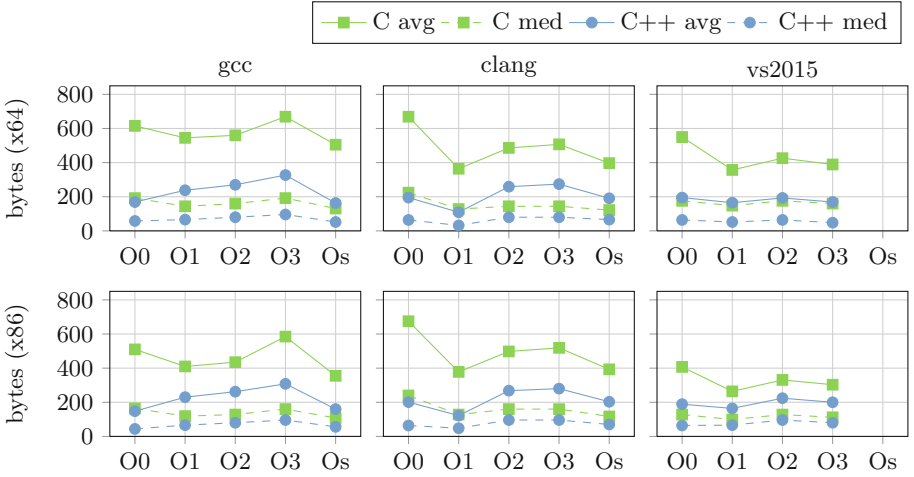 C avg C med C++ avg C++ med
gcc clang vs2015
bytes (x64)
800
600
400
200
0
O0 O1 O2 O3 Os O0 O1 O2 O3 Os O0 O1 O2 O3 Os
bytes (x86)
800
600
400
200
0
O0 O1 O2 O3 Os O0 O1 O2 O3 Os O0 O1 O2 O3 Os